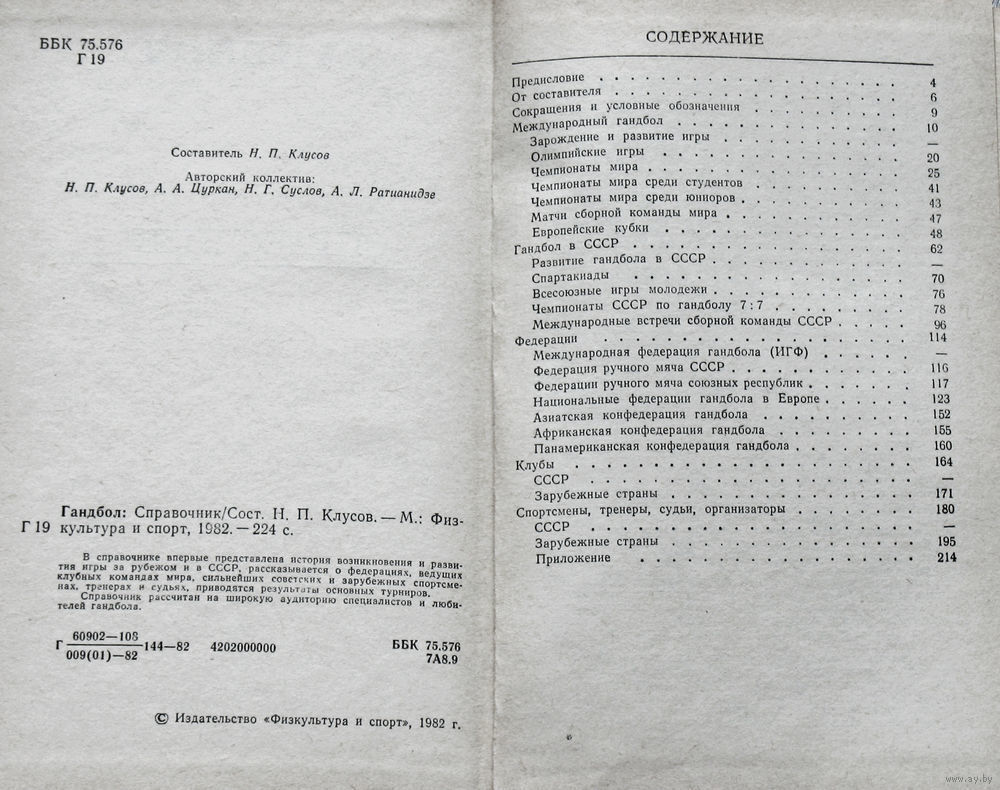 ББК 75.576
Г 19
Составитель Н. П. Клусов
Авторский коллектив:
Н. П. Клусов, А. А. Цуркан, Н. Г. Суслов, А. Л. Ратианидзе
Гандбол: Справочник/Сост. Н. П. Клусов. — М.: Физ-
Г 19 культура и спорт, 1982. — 224 с.
В справочнике впервые представлена история возникновения и разви-
тия игры за рубежом и в СССР, рассказывается о федерациях, ведущих
клубных командах мира, сильнейших советских и зарубежных спортсме-
нах, тренерах и судьях, приводятся результаты основных турниров.
Справочник рассчитан на широкую аудиторию специалистов и люби-
телей гандбола.
Г 60902—108
009(01)—82 144—82 4202000000
ББК 75.576
7А8.9
© Издательство «Физкультура и спорт», 1982 г.
СОДЕРЖАНИЕ
Предисловие . . . . . . . . . . . . . . . . 4
От составителя . . . . . . . . . . . . . . . 6
Сокращения и условные обозначения . . . . . . . . 9
Международный гандбол . . . . . . . . . . . . 10
Зарождение и развитие игры . . . . . . . . . —
Олимпийские игры . . . . . . . . . . . . . 20
Чемпионаты мира . . . . . . . . . . . . . 25
Чемпионаты мира среди студентов . . . . . . . . 41
Чемпионаты мира среди юниоров . . . . . . . . . 43
Матчи сборной команды мира . . . . . . . . . . 47
Европейские кубки . . . . . . . . . . . . . 48
Гандбол в СССР . . . . . . . . . . . . . . 62
Развитие гандбола в СССР . . . . . . . . . . —
Спартакиады . . . . . . . . . . . . . . 70
Всесоюзные игры молодежи . . . . . . . . . . 76
Чемпионаты СССР по гандболу 7 : 7 . . . . . . . 78
Международные встречи сборной команды СССР . . . . . 96
Федерации . . . . . . . . . . . . . . . . 114
Международная федерация гандбола (ИГФ) . . . . . . —
Федерация ручного мяча СССР . . . . . . . . . 116
Федерации ручного мяча союзных республик . . . . . . 117
Национальные федерации гандбола в Европе . . . . . . 123
Азиатская конфедерация гандбола . . . . . . . . 152
Африканская конфедерация гандбола . . . . . . . . 155
Панамериканская конфедерация гандбола . . . . . . . 160
Клубы . . . . . . . . . . . . . . . . . 164
СССР . . . . . . . . . . . . . . . . —
Зарубежные страны . . . . . . . . . . . . 171
Спортсмены, тренеры, судьи, организаторы . . . . . . 180
СССР . . . . . . . . . . . . . . . . —
Зарубежные страны . . . . . . . . . . . . 195
Приложение . . . . . . . . . . . . . . 214
www.ay.by